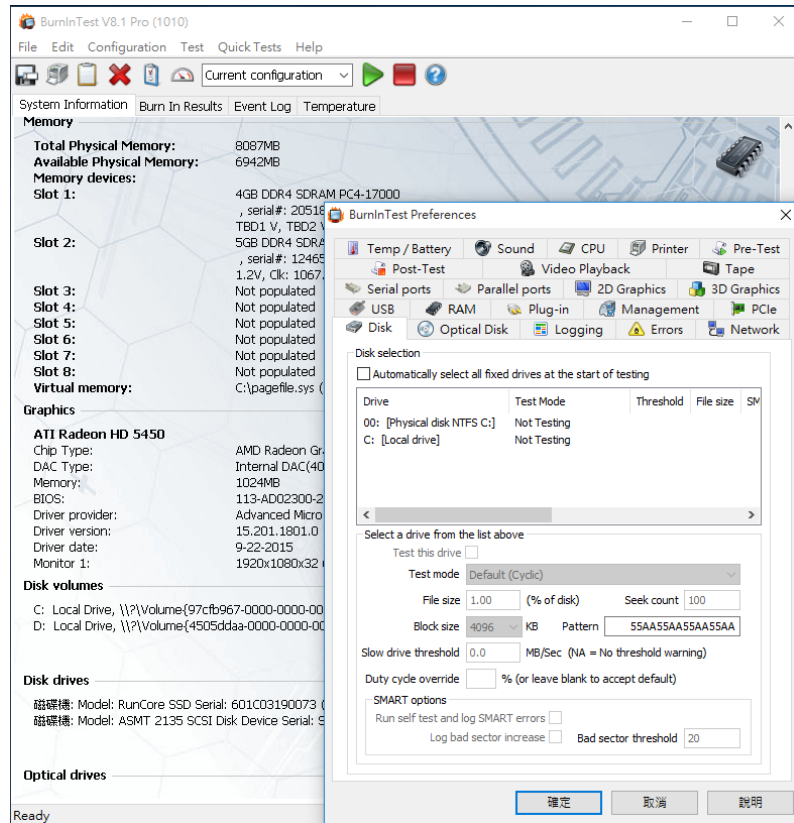 BurnInTest V8.1 Pro (1010)
File Edit Configuration Test Quick Tests Help
Current configuration
System Information Burn In Results Event Log Temperature
Memory
Total Physical Memory: 8087MB
Available Physical Memory: 6942MB
Memory devices:
Slot 1: 4GB DDR4 SDRAM PC4-17000
, serial#: 20518
TBD1 V, TBD2 V
Slot 2: 5GB DDR4 SDRA
, serial#: 12465
1.2V, Clk: 1067.
Slot 3: Not populated
Slot 4: Not populated
Slot 5: Not populated
Slot 6: Not populated
Slot 7: Not populated
Slot 8: Not populated
Virtual memory: C:\pagefile.sys (
Graphics
ATI Radeon HD 5450
Chip Type: AMD Radeon Gr
DAC Type: Internal DAC(40
Memory: 1024MB
BIOS: 113-AD02300-2
Driver provider: Advanced Micro
Driver version: 15.201.1801.0
Driver date: 9-22-2015
Monitor 1: 1920x1080x32
Disk volumes
C: Local Drive, \\?\Volume{97cfb967-0000-0000-00
D: Local Drive, \\?\Volume{4505ddaa-0000-0000-00
Disk drives
磁碟機: Model: RunCore SSD Serial: 601C03190073 (
磁碟機: Model: ASMT 2135 SCSI Disk Device Serial: S
Optical drives
Ready
BurnInTest Preferences
Temp / Battery Sound CPU Printer Pre-Test
Post-Test Video Playback Tape
Serial ports Parallel ports 2D Graphics 3D Graphics
USB RAM Plug-in Management PCIe
Disk Optical Disk Logging Errors Network
Disk selection
Automatically select all fixed drives at the start of testing
Drive Test Mode Threshold File size SM
00: [Physical disk NTFS C:] Not Testing
C: [Local drive] Not Testing
Select a drive from the list above
Test this drive
Test mode Default (Cyclic)
File size 1.00 (% of disk) Seek count 100
Block size 4096 KB Pattern 55AA55AA55AA55AA
Slow drive threshold 0.0 MB/Sec (NA = No threshold warning)
Duty cycle override % (or leave blank to accept default)
SMART options
Run self test and log SMART errors
Log bad sector increase Bad sector threshold 20
確定 取消 說明